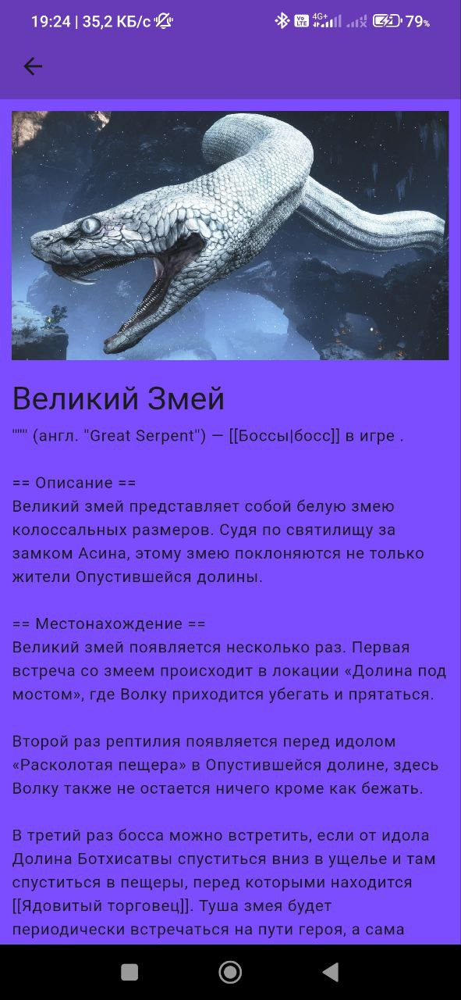 19:24 | 35,2 КБ/с
Vo LTE 4G+ 79%
Великий Змей
""" (англ. "Great Serpent") — [[Боссы|босс]] в игре .
== Описание ==
Великий змей представляет собой белую змею
колоссальных размеров. Судя по святилищу за
замком Асина, этому змею поклоняются не только
жители Опустившейся долины.
== Местонахождение ==
Великий змей появляется несколько раз. Первая
встреча со змеем происходит в локации «Долина под
мостом», где Волку приходится убегать и прятаться.
Второй раз рептилия появляется перед идолом
«Расколотая пещера» в Опустившейся долине, здесь
Волку также не остается ничего кроме как бежать.
В третий раз босса можно встретить, если от идола
Долина Ботхисатвы спуститься вниз в ущелье и там
спуститься в пещеры, перед которыми находится
[[Ядовитый торговец]]. Туша змея будет
периодически встречаться на пути героя, а сама